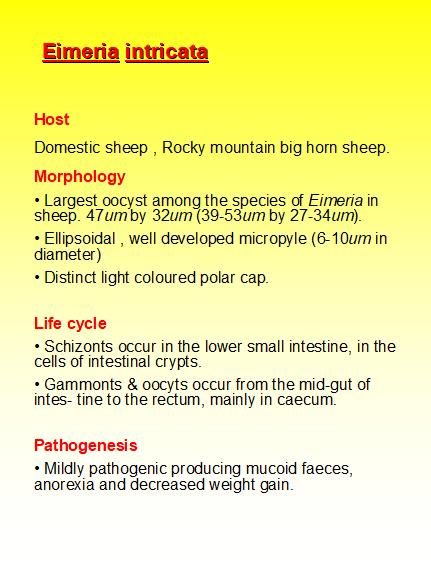 Eimeria intricata
Host
Domestic sheep , Rocky mountain big horn sheep.
Morphology
• Largest oocyst among the species of Eimeria in
sheep. 47um by 32um (39-53um by 27-34um).
• Ellipsoidal , well developed micropyle (6-10um in
diameter)
• Distinct light coloured polar cap.
Life cycle
• Schizonts occur in the lower small intestine, in the
cells of intestinal crypts.
• Gammonts & oocyts occur from the mid-gut of
intes- tine to the rectum, mainly in caecum.
Pathogenesis
• Mildly pathogenic producing mucoid faeces,
anorexia and decreased weight gain.